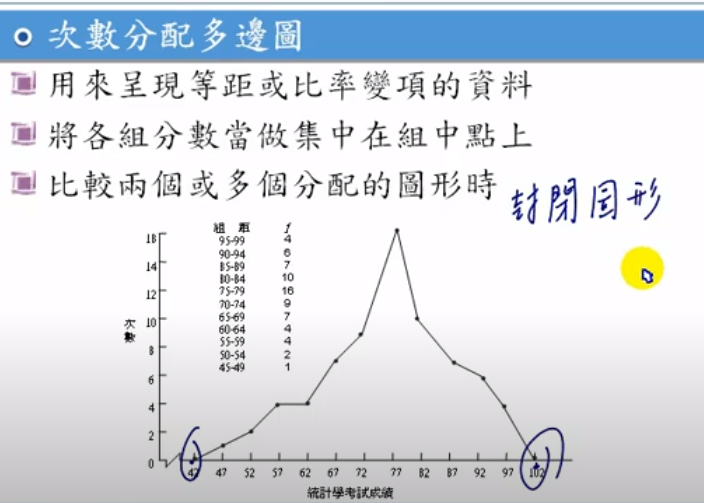 次數分配多邊圖
用來呈現等距或比率變項的資料
將各組分數當做集中在組中點上
比較兩個或多個分配的圖形時
封閉圖形
組 距 f
95-99 4
90-94 6
85-89 7
80-84 10
75-79 16
70-74 9
65-69 7
60-64 4
55-59 4
50-54 2
45-49 1
次數
18
14
12
10
8
6
4
2
0
42 47 52 57 62 67 72 77 82 87 92 97 102
統計學考試成績